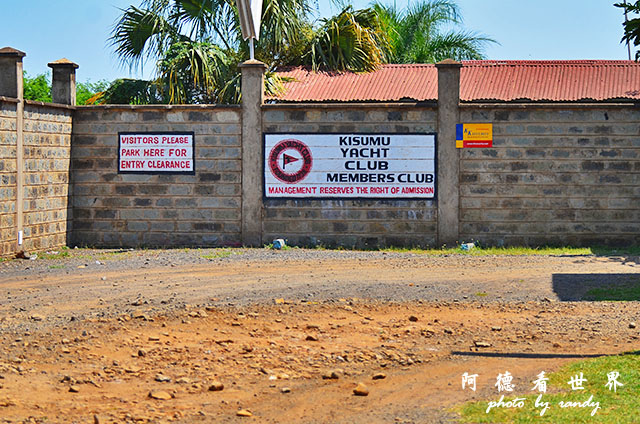 VISITORS PLEASE
PARK HERE FOR
ENTRY CLEARANCE
KISUMU
YACHT
CLUB
MEMBERS CLUB
MANAGEMENT RESERVES THE RIGHT OF ADMISSION
阿德看世界
photo by randy